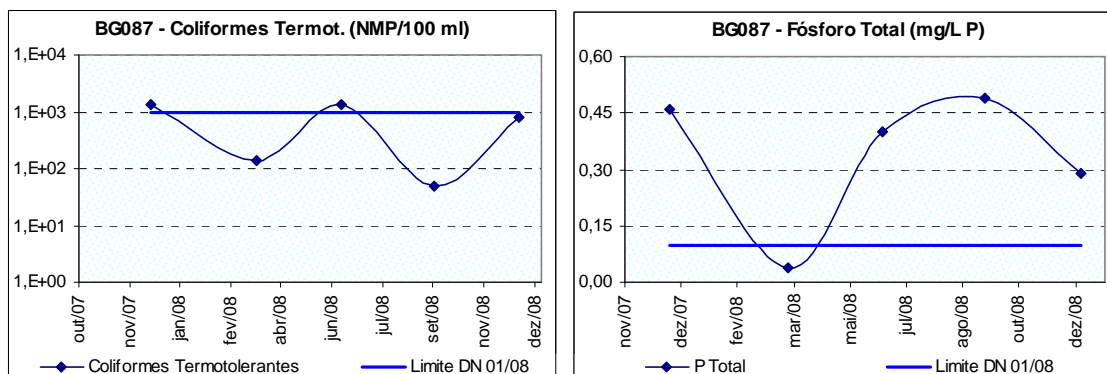 BG087 - Coliformes Termot. (NMP/100 ml)
1,E+04
1,E+03
1,E+02
1,E+01
1,E+00
out/07
nov/07
jan/08
fev/08
abr/08
jun/08
jul/08
set/08
nov/08
dez/08
Coliformes Termotolerantes
Limite DN 01/08
BG087 - Fósforo Total (mg/L P)
0,60
0,45
0,30
0,15
0,00
nov/07
dez/07
fev/08
mar/08
mai/08
jul/08
ago/08
out/08
dez/08
P Total
Limite DN 01/08